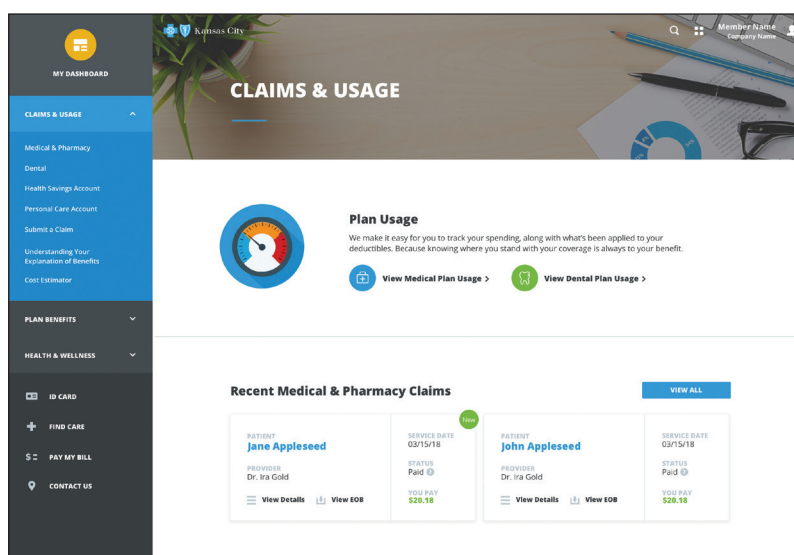 MY DASHBOARD
CLAIMS & USAGE
Medical & Pharmacy
Dental
Health Savings Account
Personal Care Account
Submit a Claim
Understanding Your
Explanation of Benefits
Cost Estimator
PLAN BENEFITS
HEALTH & WELLNESS
ID CARD
FIND CARE
PAY MY BILL
CONTACT US
Kansas City
Member Name
Company Name
CLAIMS & USAGE
Plan Usage
We make it easy for you to track your spending, along with what's been applied to your
deductibles. Because knowing where you stand with your coverage is always to your benefit.
View Medical Plan Usage >
View Dental Plan Usage >
Recent Medical & Pharmacy Claims
VIEW ALL
New
PATIENT
Jane Appleseed
PROVIDER
Dr. Ira Gold
View Details
View EOB
SERVICE DATE
03/15/18
STATUS
Paid
YOU PAY
$20.18
PATIENT
John Appleseed
PROVIDER
Dr. Ira Gold
View Details
View EOB
SERVICE DATE
03/15/18
STATUS
Paid
YOU PAY
$20.18